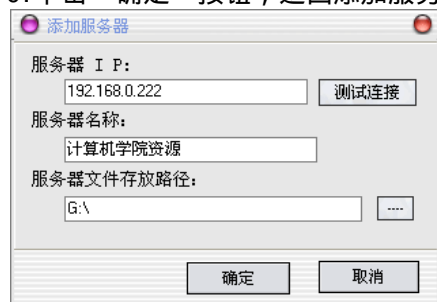 添加服务器
服务器 I P:
192.168.0.222
测试连接
服务器名称:
计算机学院资源
服务器文件存放路径:
G:\
----
确定
取消